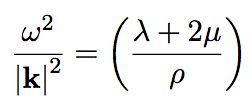 ω² / |𝐤|² = ( (λ + 2μ) / ρ )